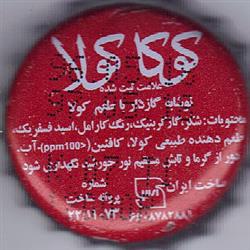 کوکا کولا
علامت ثبت شده
نوشابه گازدار با طعم کولا
محتویات: شکر، گاز کربنیک، رنگ کارامل، اسید فسفریک،
طعم دهنده طبیعی کولا، کافئین (<100ppm)، آب.
دور از گرما و تابش مستقیم نور خورشید نگهداری شود
ساخت ایران
شماره
پروانه ساخت